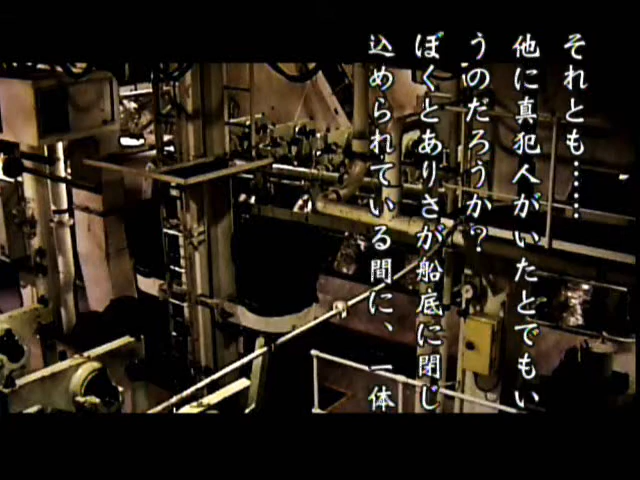 それとも……
他に真犯人がいたとでもい
うのだろうか?
ぼくとありさが船底に閉じ
込められている間に、一体